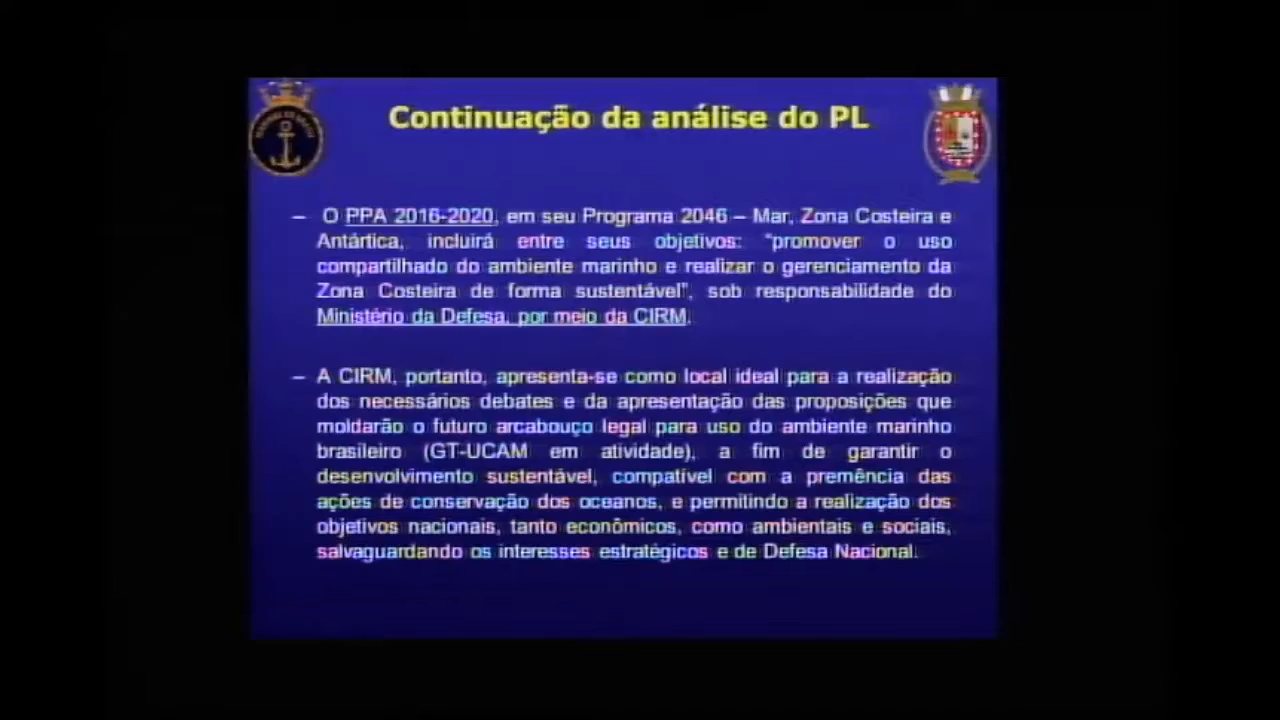 Continuação da análise do PL
– O PPA 2016-2020, em seu Programa 2046 – Mar, Zona Costeira e
Antártica, incluirá entre seus objetivos: “promover o uso
compartilhado do ambiente marinho e realizar o gerenciamento da
Zona Costeira de forma sustentável”, sob responsabilidade do
Ministério da Defesa, por meio da CIRM.
– A CIRM, portanto, apresenta-se como local ideal para a realização
dos necessários debates e da apresentação das proposições que
moldarão o futuro arcabouço legal para uso do ambiente marinho
brasileiro (GT-UCAM em atividade), a fim de garantir o
desenvolvimento sustentável, compatível com a premência das
ações de conservação dos oceanos, e permitindo a realização dos
objetivos nacionais, tanto econômicos, como ambientais e sociais,
salvaguardando os interesses estratégicos e de Defesa Nacional.